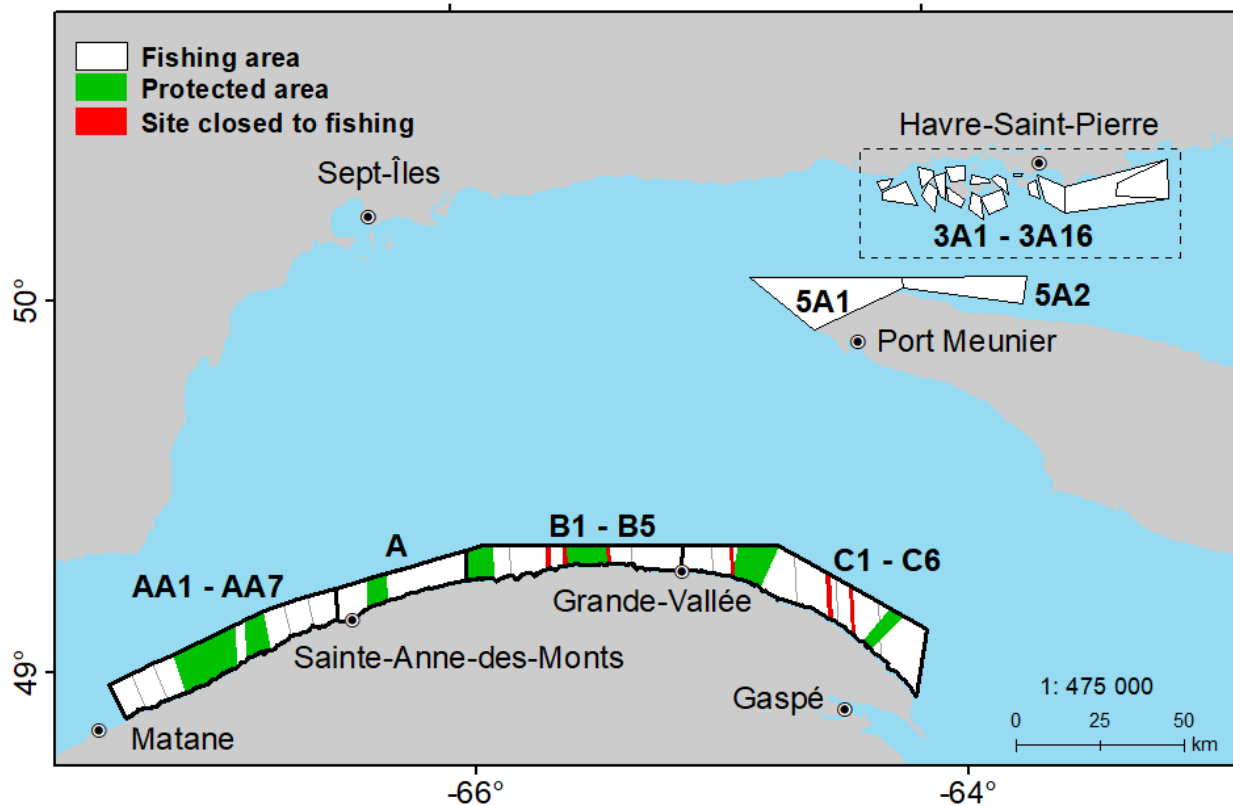 Fishing area
Protected area
Site closed to fishing
Havre-Saint-Pierre
Sept-Îles
3A1 - 3A16
50°
5A1
5A2
Port Meunier
B1 - B5
A
C1 - C6
AA1 - AA7
Grande-Vallée
Sainte-Anne-des-Monts
49°
1: 475 000
Gaspé
0 25 50
km
Matane
-66°
-64°